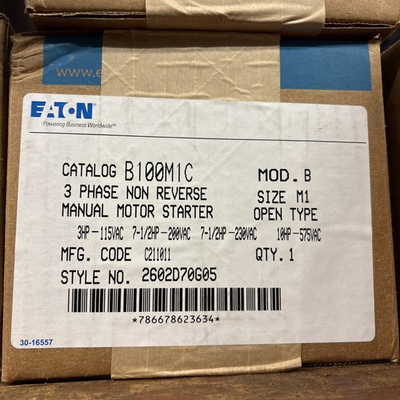 www.e
EATON
Powering Business Worldwide
CATALOG B100M1C MOD. B
3 PHASE NON REVERSE SIZE M1
MANUAL MOTOR STARTER OPEN TYPE
3HP-115VAC 7-1/2HP-200VAC 7-1/2HP-230VAC 10HP-575VAC
MFG. CODE C211011 QTY. 1
STYLE NO. 2602D70G05
*786678623634*
30-16557